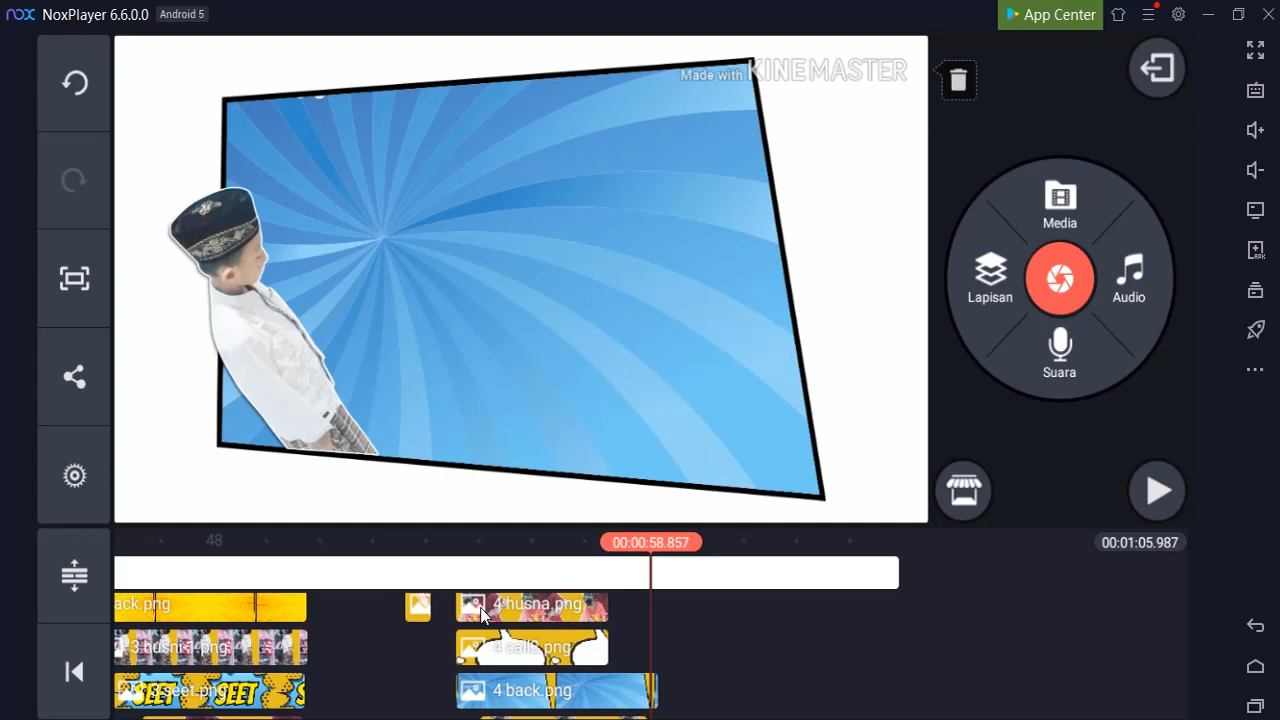 nox NoxPlayer 6.6.0.0 Android 5
App Center
Made with KINEMASTER
Media
Lapisan
Audio
Suara
48
00:00:58.857
00:01:05.987
ack.png
4 husna.png
3 husni 1.png
SEET SEET S
4 back.png